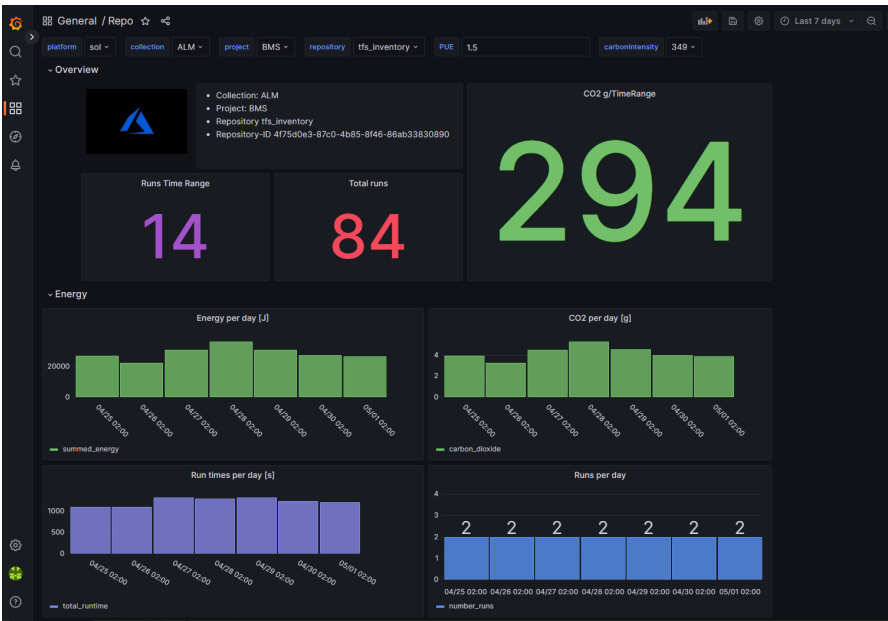 General / Repo
Last 7 days
platform sol collection ALM project BMS repository tfs_inventory PUE 1.5 carbonIntensity 349
Overview
• Collection: ALM
• Project: BMS
• Repository tfs_inventory
• Repository-ID 4f75d0e3-87c0-4b85-8f46-86ab33830890
CO2 g/TimeRange
294
Runs Time Range
14
Total runs
84
Energy
Energy per day [J]
20000
0
04/25 02:00 04/26 02:00 04/27 02:00 04/28 02:00 04/29 02:00 04/30 02:00 05/01 02:00
summed_energy
CO2 per day [g]
4
2
0
04/25 02:00 04/26 02:00 04/27 02:00 04/28 02:00 04/29 02:00 04/30 02:00 05/01 02:00
carbon_dioxide
Run times per day [s]
1000
500
0
04/25 02:00 04/26 02:00 04/27 02:00 04/28 02:00 04/29 02:00 04/30 02:00 05/01 02:00
total_runtime
Runs per day
4
3
2
1
0
2 2 2 2 2 2 2
04/25 02:00 04/26 02:00 04/27 02:00 04/28 02:00 04/29 02:00 04/30 02:00 05/01 02:00
number_runs